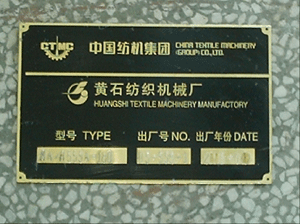 CTMC 中国纺机集团 CHINA TEXTILE MACHINERY (GROUP) CO., LTD.
黄石纺织机械厂
HUANGSHI TEXTILE MACHINERY MANUFACTORY
型号 TYPE 出厂号 NO. 出厂年份 DATE